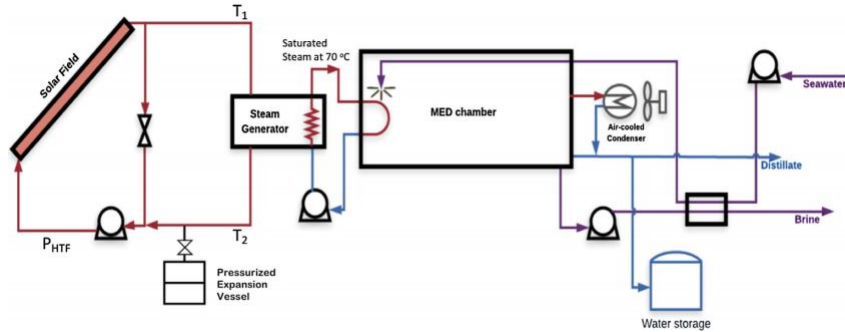 T₁
Solar Field
Saturated
Steam at 70 °C
Steam
Generator
MED chamber
Air-cooled
Condenser
Seawater
Distillate
Brine
P_HTF
T₂
Pressurized
Expansion
Vessel
Water storage